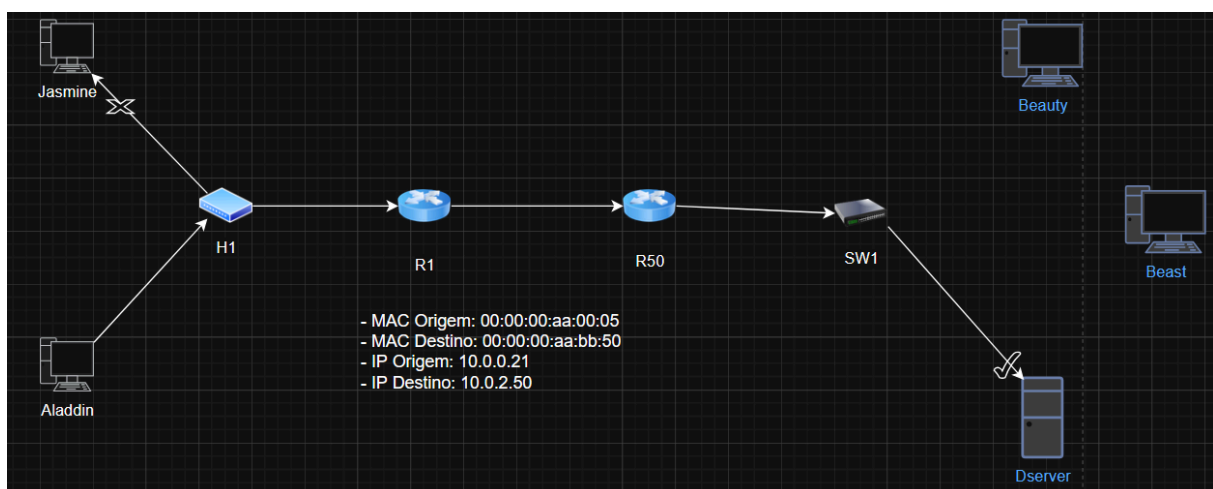 Jasmine
Beauty
H1
R1
R50
SW1
Beast
- MAC Origem: 00:00:00:aa:00:05
- MAC Destino: 00:00:00:aa:bb:50
- IP Origem: 10.0.0.21
- IP Destino: 10.0.2.50
Aladdin
Dserver